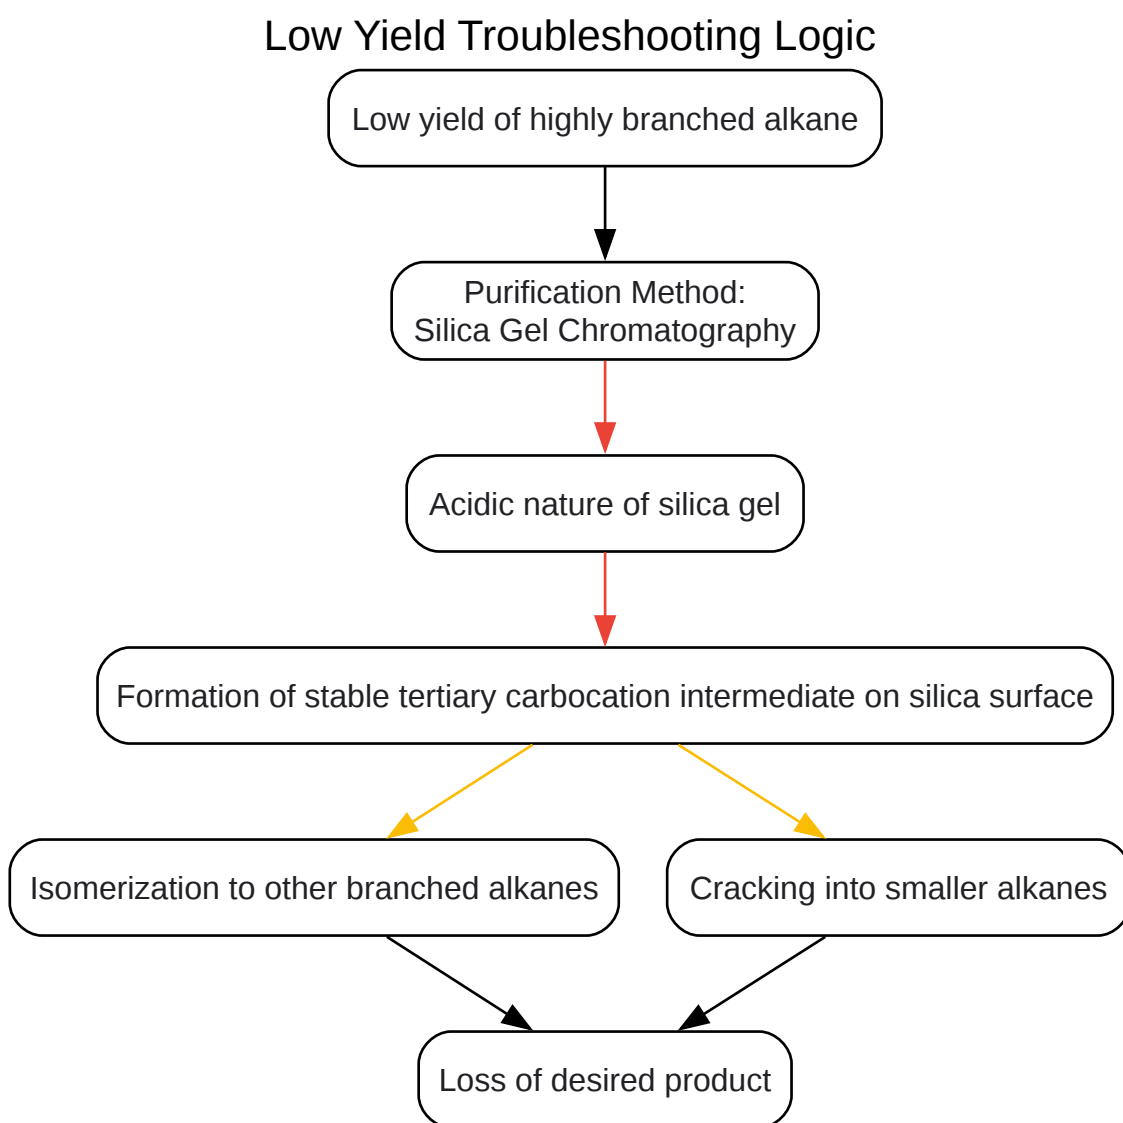 Low Yield Troubleshooting Logic
Low yield of highly branched alkane
Purification Method:
Silica Gel Chromatography
Acidic nature of silica gel
Formation of stable tertiary carbocation intermediate on silica surface
Isomerization to other branched alkanes
Cracking into smaller alkanes
Loss of desired product